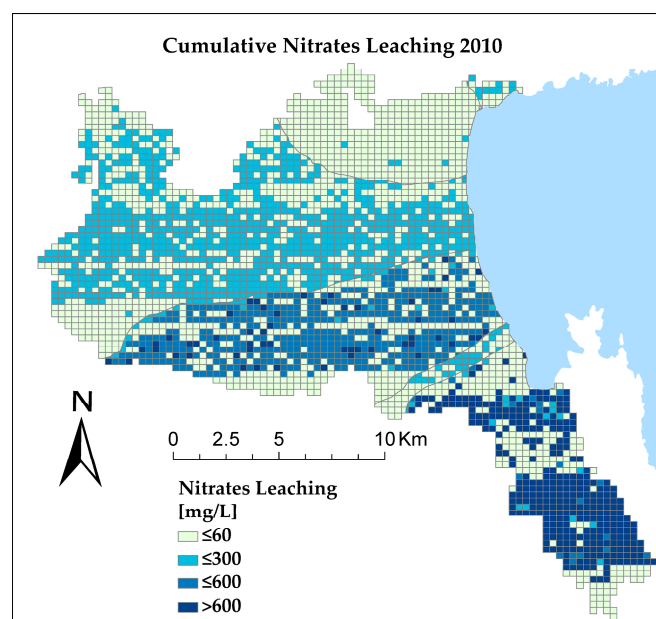 Cumulative Nitrates Leaching 2010
N
0 2.5 5 10 Km
Nitrates Leaching
[mg/L]
≤60
≤300
≤600
>600